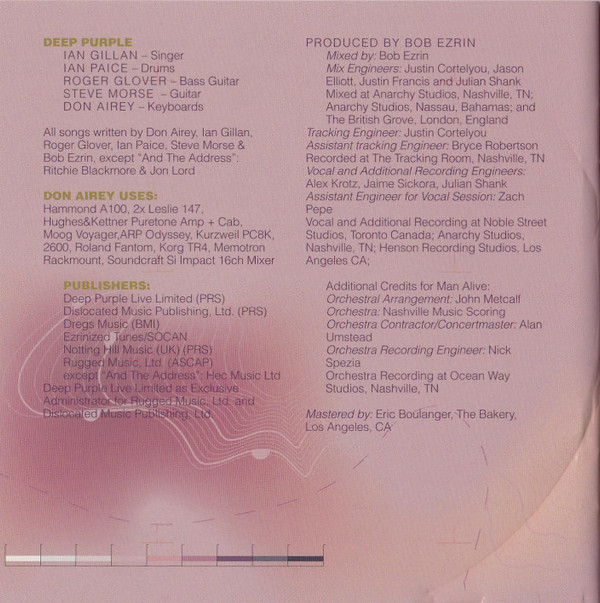 DEEP PURPLE
IAN GILLAN – Singer
IAN PAICE – Drums
ROGER GLOVER – Bass Guitar
STEVE MORSE – Guitar
DON AIREY – Keyboards
All songs written by Don Airey, Ian Gillan,
Roger Glover, Ian Paice, Steve Morse &
Bob Ezrin, except “And The Address”:
Ritchie Blackmore & Jon Lord
DON AIREY USES:
Hammond A100, 2x Leslie 147,
Hughes&Kettner Puretone Amp + Cab,
Moog Voyager,ARP Odyssey, Kurzweil PC8K,
2600, Roland Fantom, Korg TR4, Memotron
Rackmount, Soundcraft Si Impact 16ch Mixer
PUBLISHERS:
Deep Purple Live Limited (PRS)
Dislocated Music Publishing, Ltd. (PRS)
Dregs Music (BMI)
Ezrinized Tunes/SOCAN
Notting Hill Music (UK) (PRS)
Rugged Music, Ltd. (ASCAP)
except “And The Address”: Hec Music Ltd
Deep Purple Live Limited as Exclusive
Administrator for Rugged Music, Ltd. and
Dislocated Music Publishing, Ltd.
PRODUCED BY BOB EZRIN
Mixed by: Bob Ezrin
Mix Engineers: Justin Cortelyou, Jason
Elliott, Justin Francis and Julian Shank
Mixed at Anarchy Studios, Nashville, TN;
Anarchy Studios, Nassau, Bahamas; and
The British Grove, London, England
Tracking Engineer: Justin Cortelyou
Assistant tracking Engineer: Bryce Robertson
Recorded at The Tracking Room, Nashville, TN
Vocal and Additional Recording Engineers:
Alex Krotz, Jaime Sickora, Julian Shank
Assistant Engineer for Vocal Session: Zach
Pepe
Vocal and Additional Recording at Noble Street
Studios, Toronto Canada; Anarchy Studios,
Nashville, TN; Henson Recording Studios, Los
Angeles CA;
Additional Credits for Man Alive:
Orchestral Arrangement: John Metcalf
Orchestra: Nashville Music Scoring
Orchestra Contractor/Concertmaster: Alan
Umstead
Orchestra Recording Engineer: Nick
Spezia
Orchestra Recording at Ocean Way
Studios, Nashville, TN
Mastered by: Eric Boulanger, The Bakery,
Los Angeles, CA